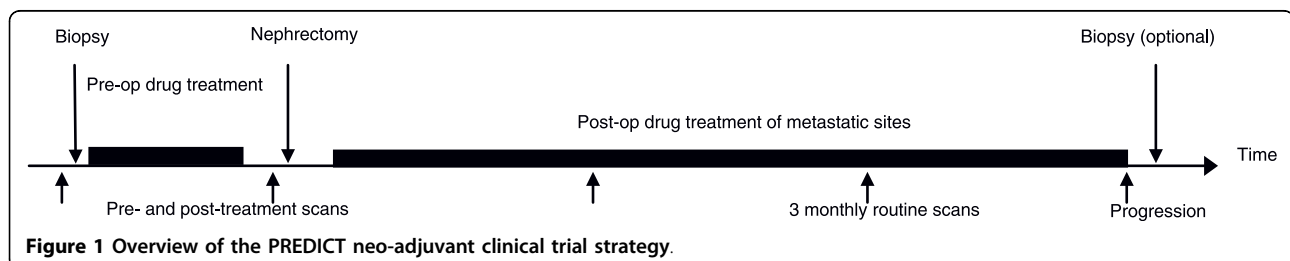 Biopsy
Nephrectomy
Biopsy (optional)
Pre-op drug treatment
Post-op drug treatment of metastatic sites
Time
Pre- and post-treatment scans
3 monthly routine scans
Progression
Figure 1 Overview of the PREDICT neo-adjuvant clinical trial strategy.